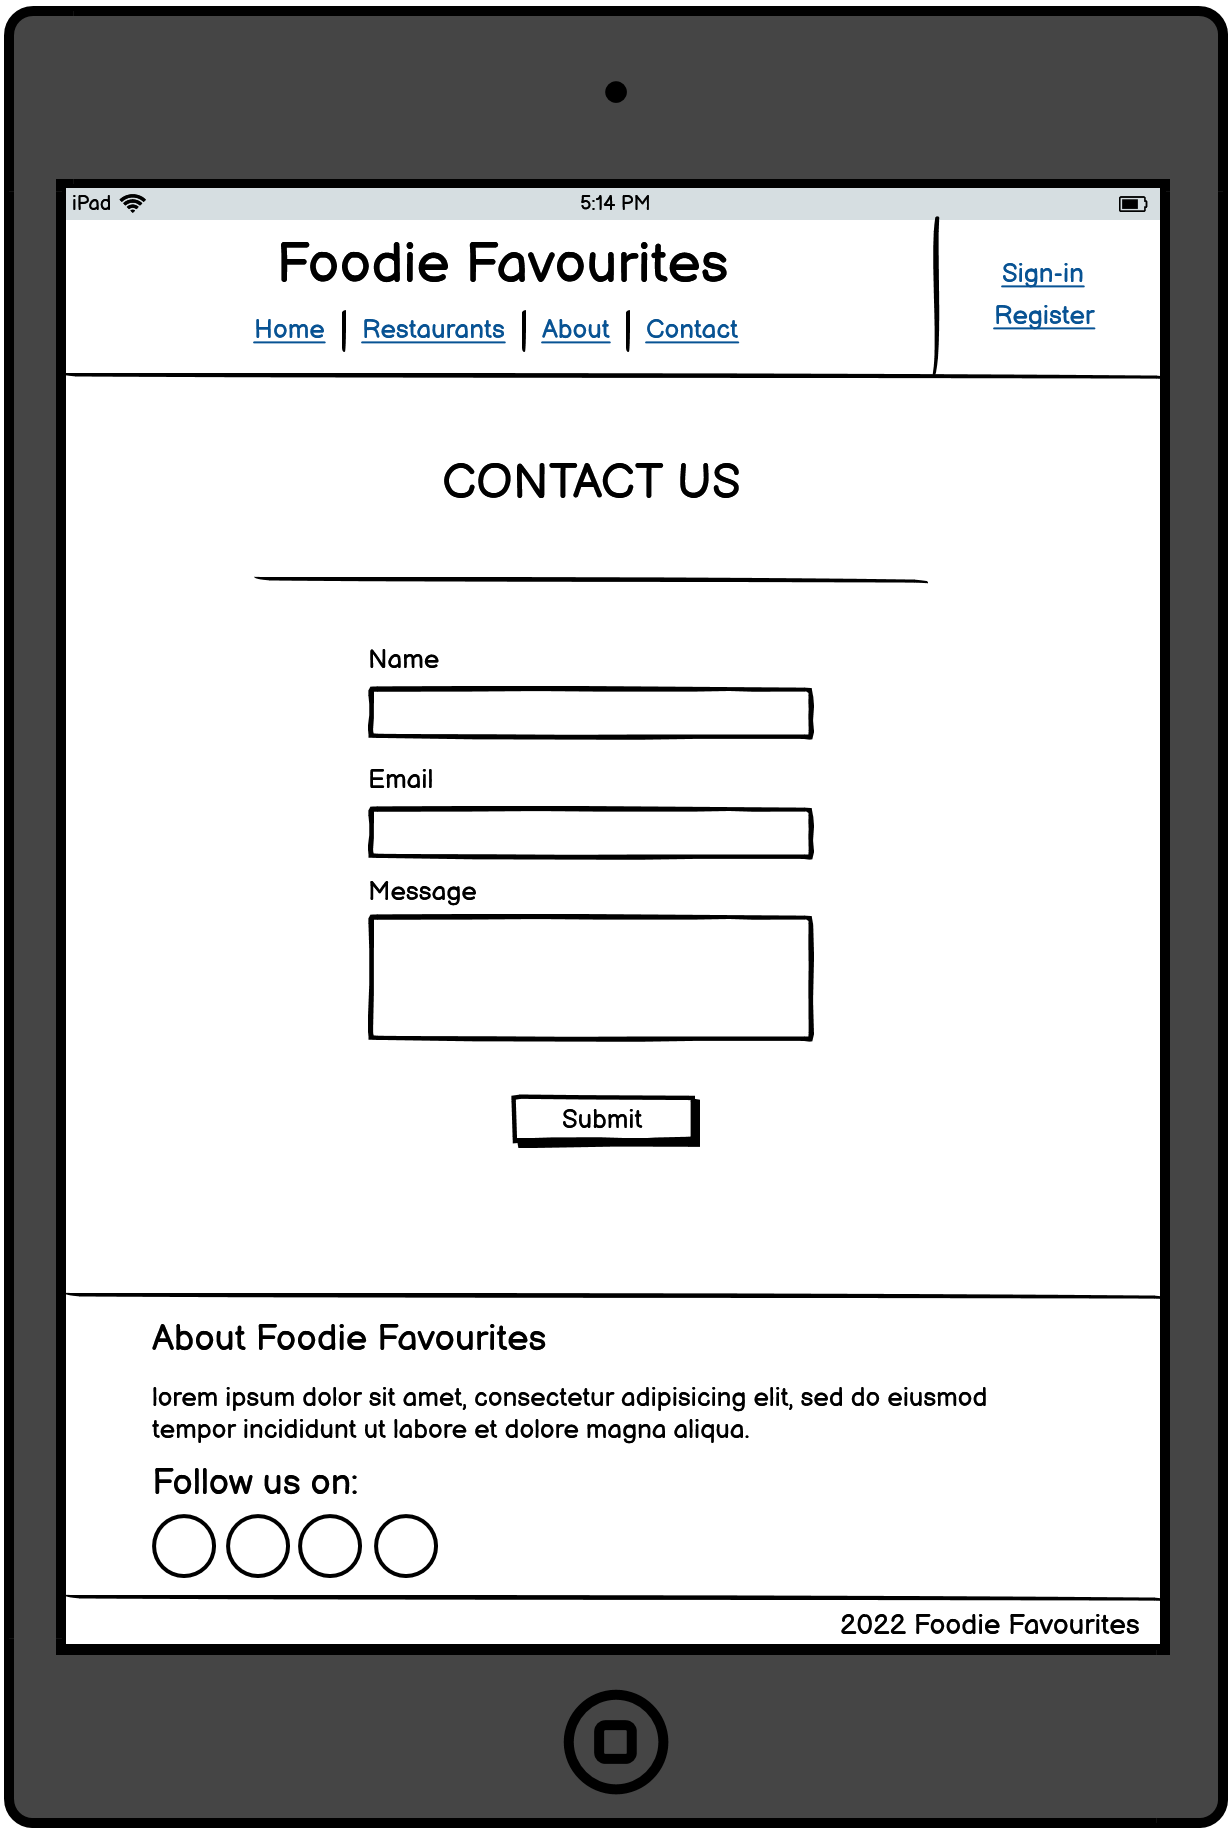 iPad 5:14 PM
Foodie Favourites
Home Restaurants About Contact
Sign-in
Register
CONTACT US
Name
Email
Message
Submit
About Foodie Favourites
lorem ipsum dolor sit amet, consectetur adipisicing elit, sed do eiusmod
tempor incididunt ut labore et dolore magna aliqua.
Follow us on:
2022 Foodie Favourites